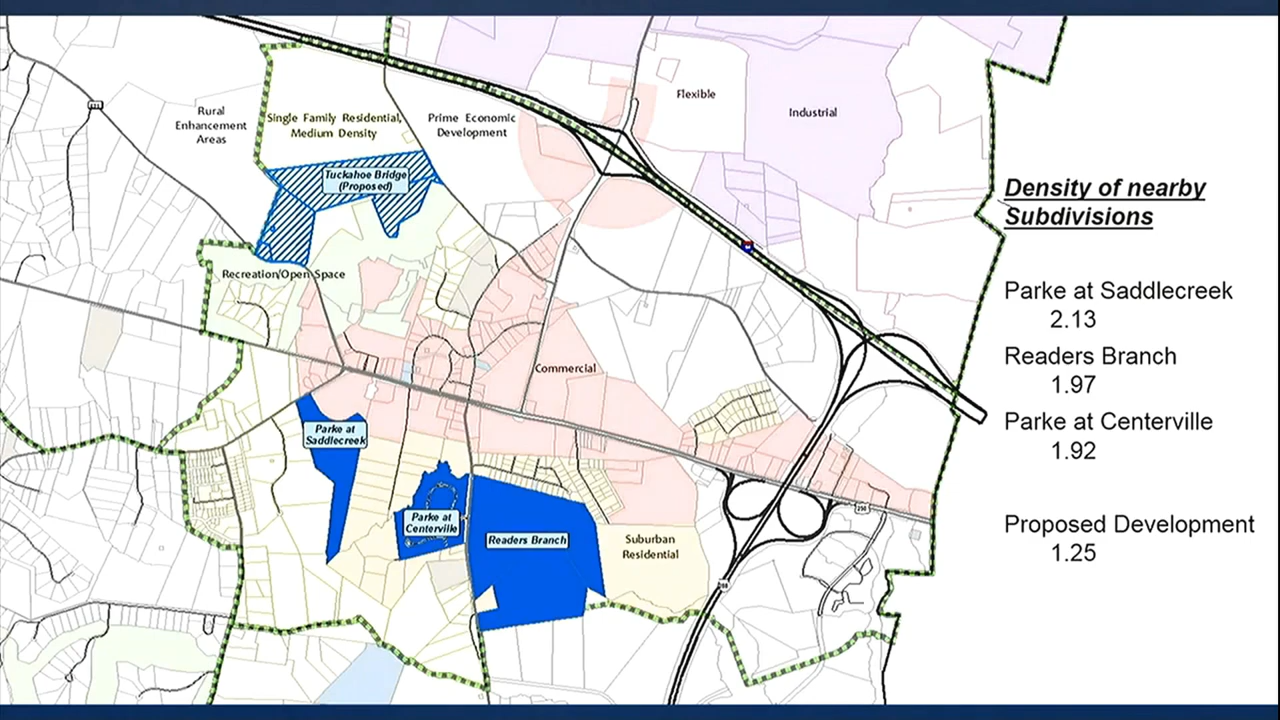 Rural
Enhancement
Areas
Single Family Residential,
Medium Density
Prime Economic
Development
Flexible
Industrial
Tuckahoe Bridge
(Proposed)
Recreation/Open Space
Commercial
Parke at
Saddlecreek
Parke at
Centerville
Readers Branch
Suburban
Residential
250
288
Density of nearby
Subdivisions
Parke at Saddlecreek
2.13
Readers Branch
1.97
Parke at Centerville
1.92
Proposed Development
1.25